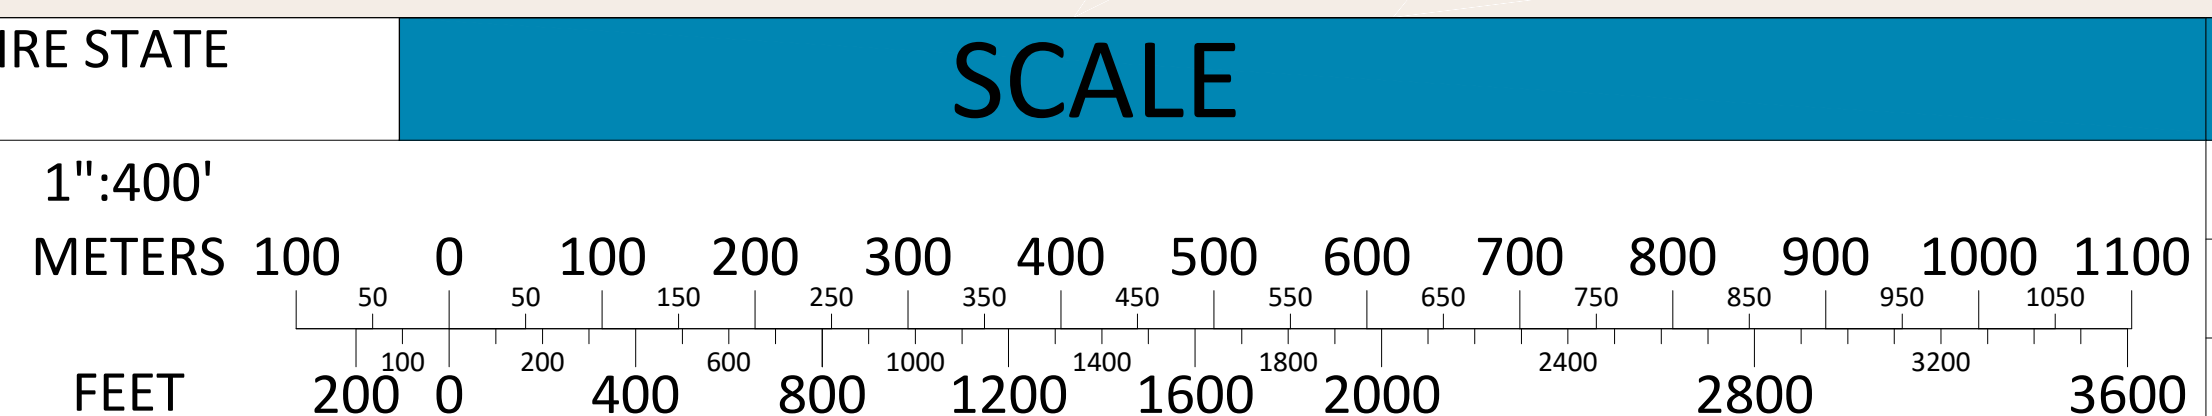 IRE STATE
SCALE
1":400'
METERS 100 0 100 200 300 400 500 600 700 800 900 1000 1100
50 50 150 250 350 450 550 650 750 850 950 1050
100 200 600 1000 1400 1800 2400 3200
FEET 200 0 400 800 1200 1600 2000 2800 3600